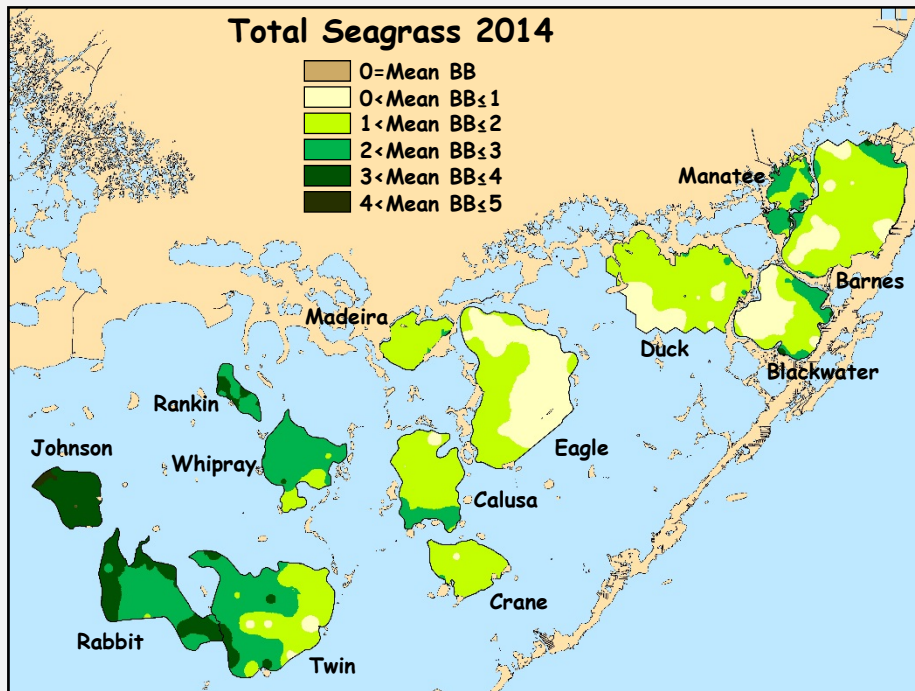 Total Seagrass 2014
0=Mean BB
0<Mean BB≤1
1<Mean BB≤2
2<Mean BB≤3
3<Mean BB≤4
4<Mean BB≤5
Manatee
Barnes
Madeira
Duck
Blackwater
Rankin
Johnson
Whipray
Eagle
Calusa
Crane
Rabbit
Twin